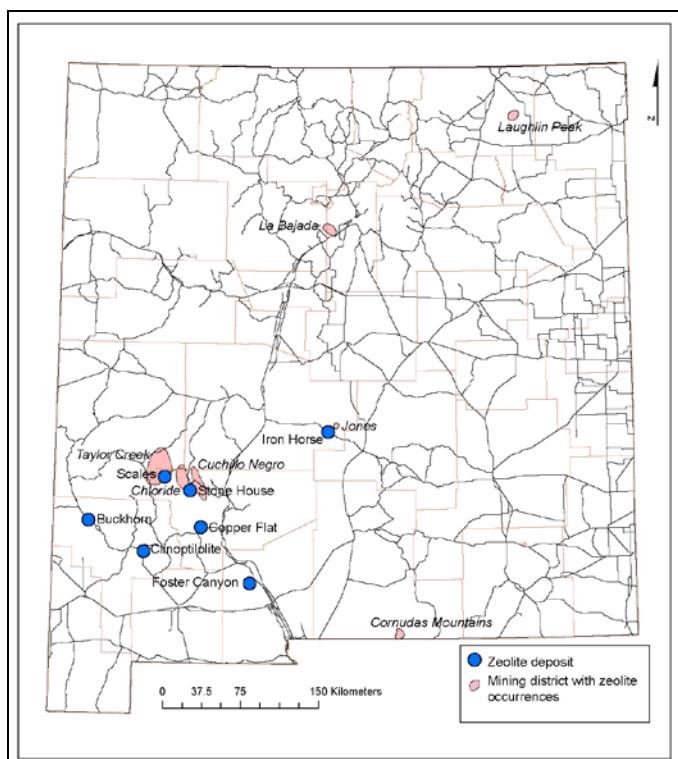 Laughlin Peak
N
La Bajada
Jones
Iron Horse
Taylor Creek
Cuchillo Negro
Scales
Chloride
Stone House
Buckhorn
Copper Flat
Clinoptilolite
Foster Canyon
Cornudas Mountains
Zeolite deposit
Mining district with zeolite
occurrences
0 37.5 75 150 Kilometers